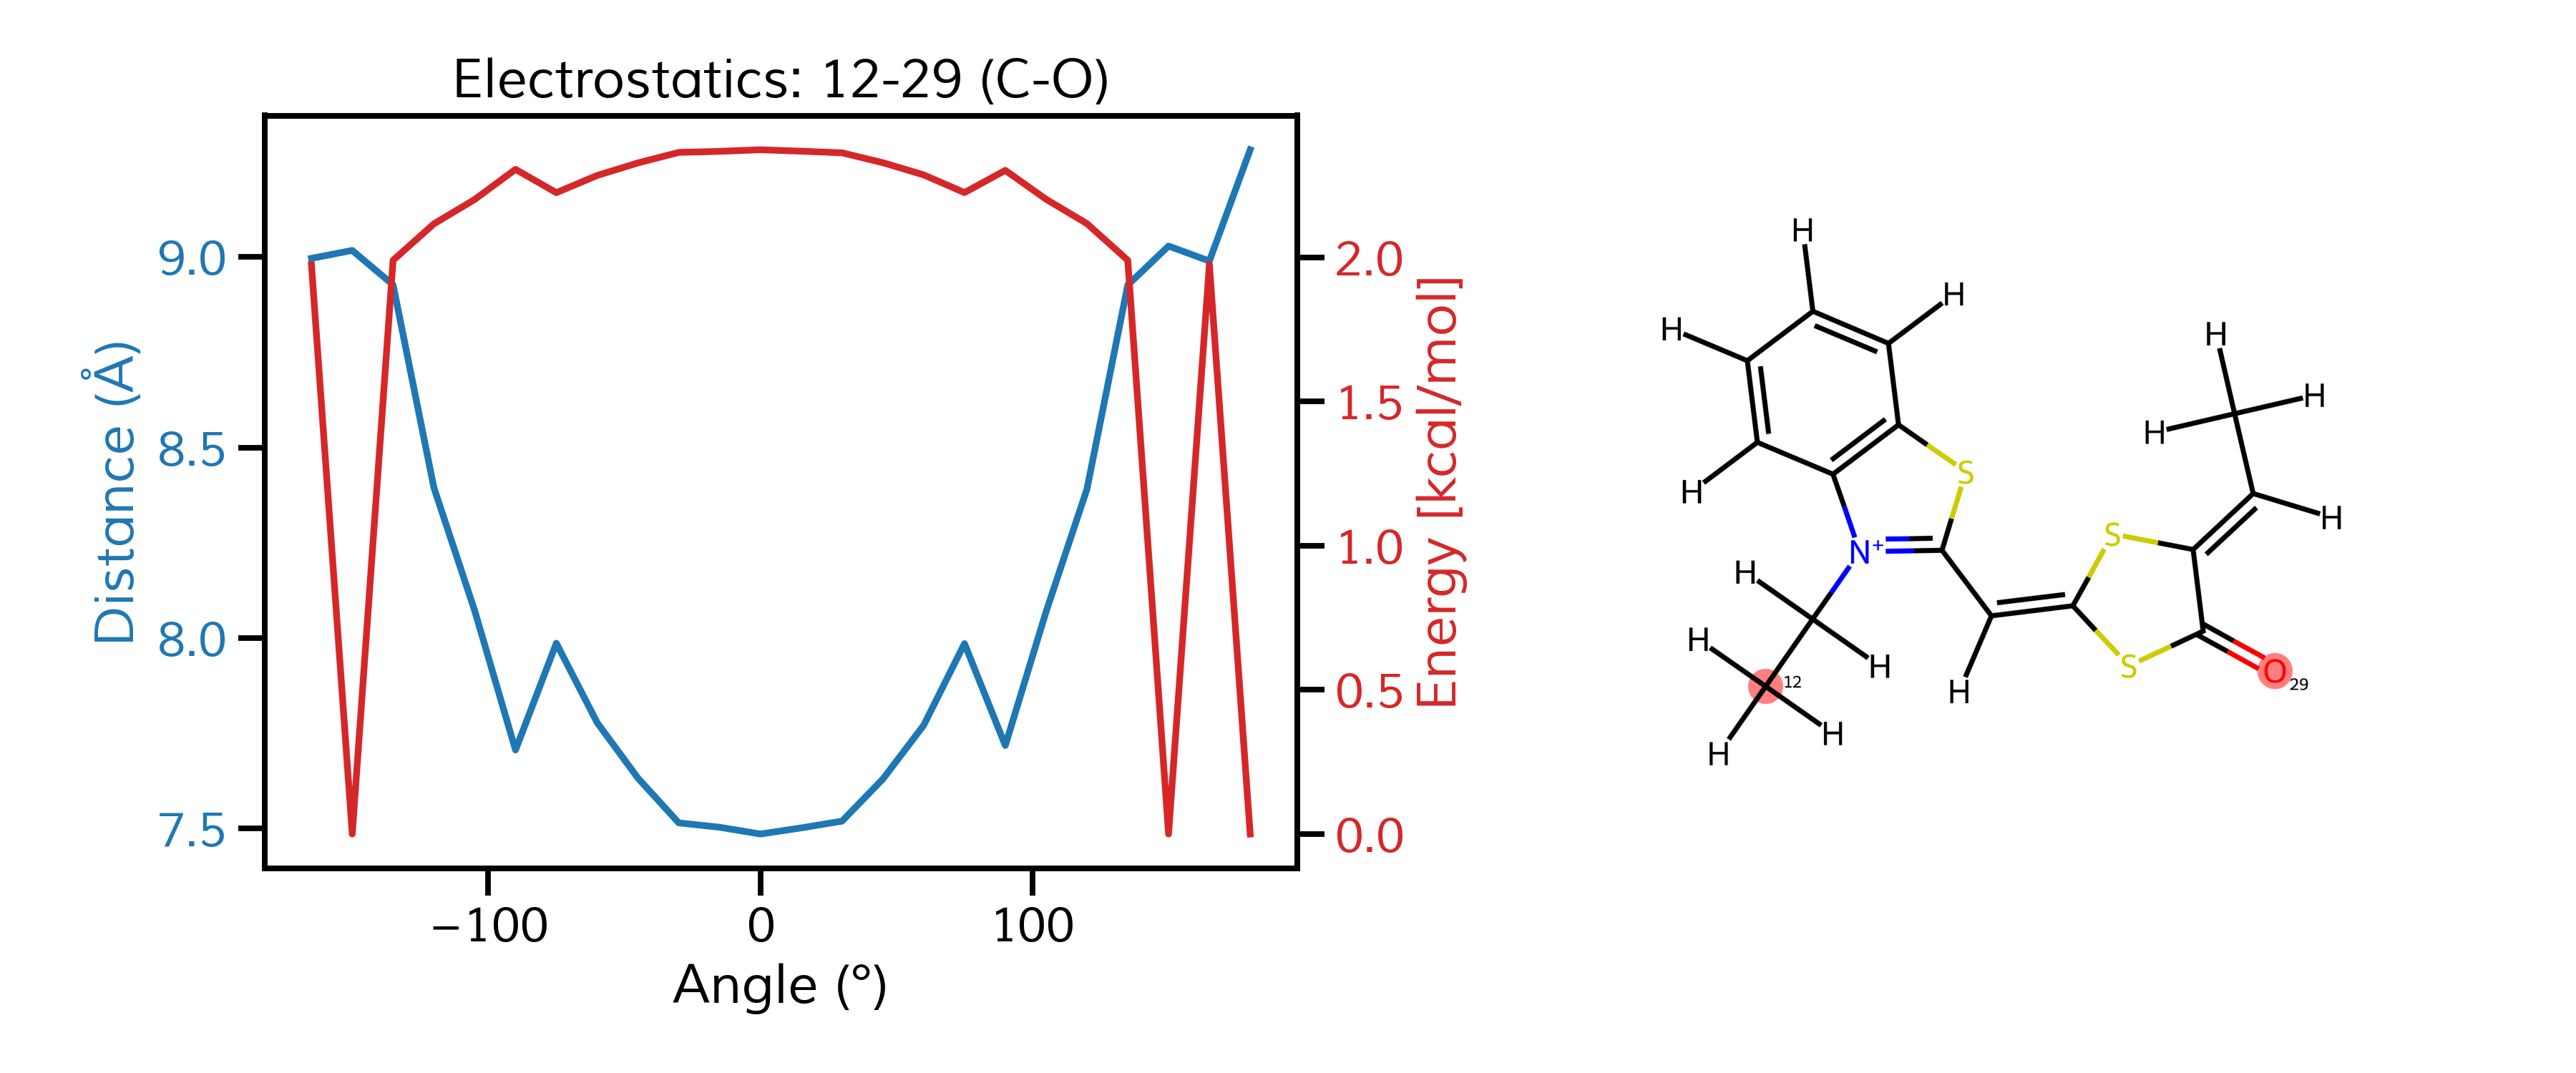 Electrostatics: 12-29 (C-O)
Distance (Å)
9.0
8.5
8.0
7.5
−100
0
100
Angle (°)
2.0
1.5
1.0
0.5
0.0
Energy [kcal/mol]
H
H
H
H
H
H
S
H
S
H
N+
H
H
S
O
29
H
12
H
H
H
H